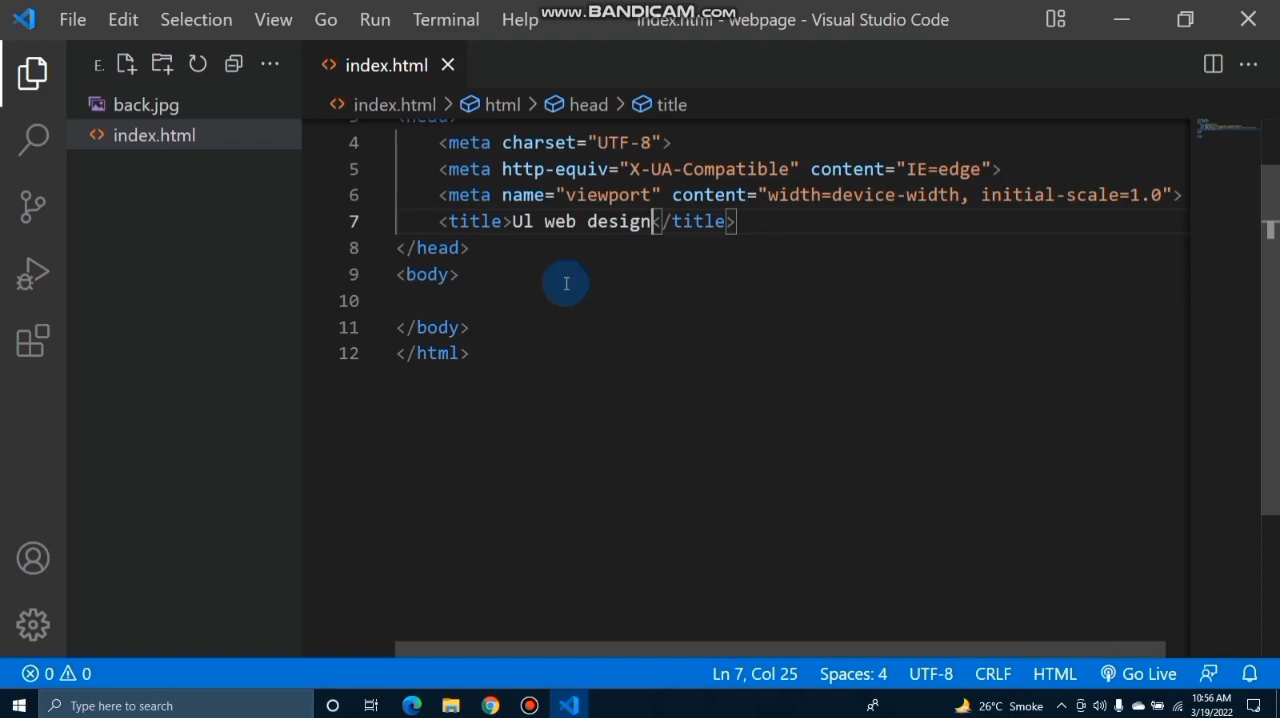 File Edit Selection View Go Run Terminal Help
www.BANDICAM.com
index.html - webpage - Visual Studio Code
E.
index.html
back.jpg
index.html
index.html > html > head > title
<head>
4 <meta charset="UTF-8">
5 <meta http-equiv="X-UA-Compatible" content="IE=edge">
6 <meta name="viewport" content="width=device-width, initial-scale=1.0">
7 <title>Ul web design</title>
8 </head>
9 <body>
10
11 </body>
12 </html>
0 0
Ln 7, Col 25 Spaces: 4 UTF-8 CRLF HTML Go Live
Type here to search
26°C Smoke
10:56 AM
3/19/2022